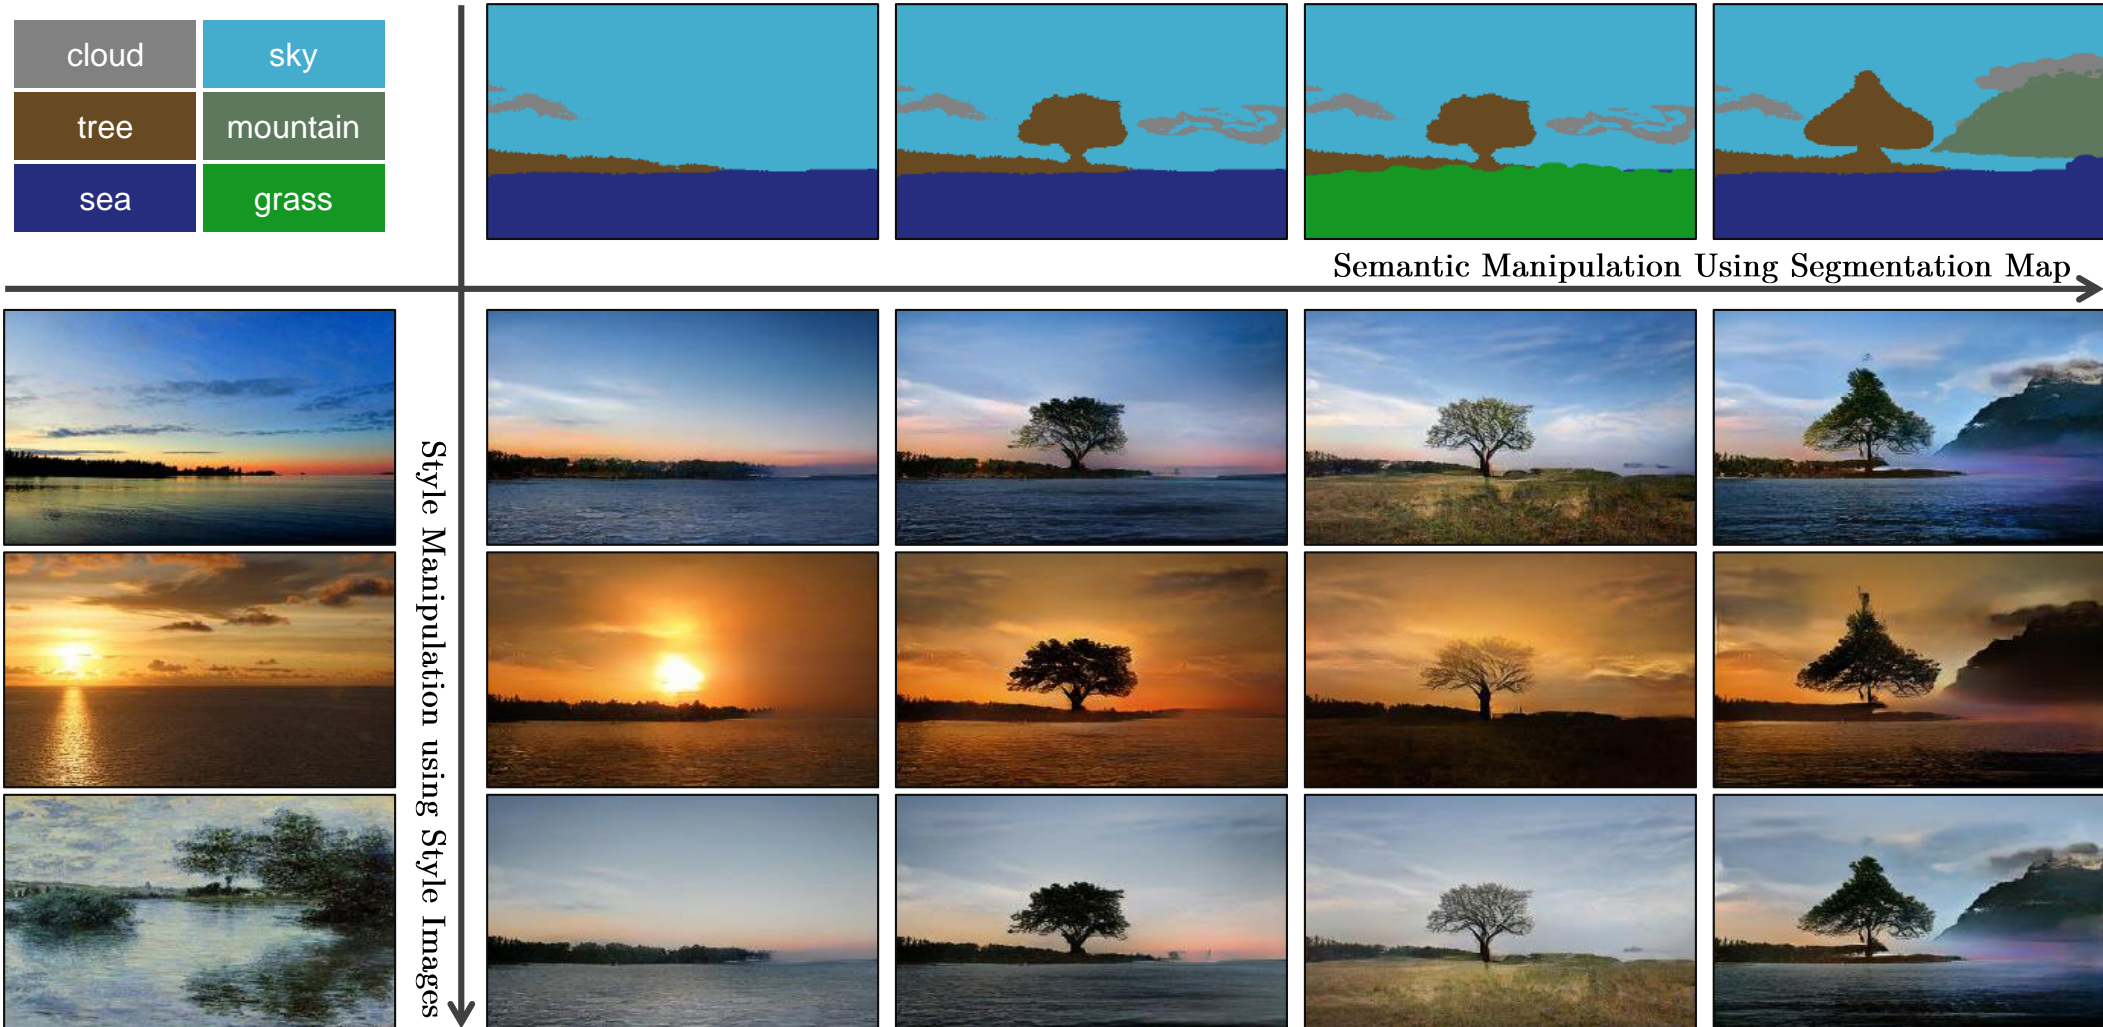 cloud
sky
tree
mountain
sea
grass
Semantic Manipulation Using Segmentation Map
Style Manipulation using Style Images